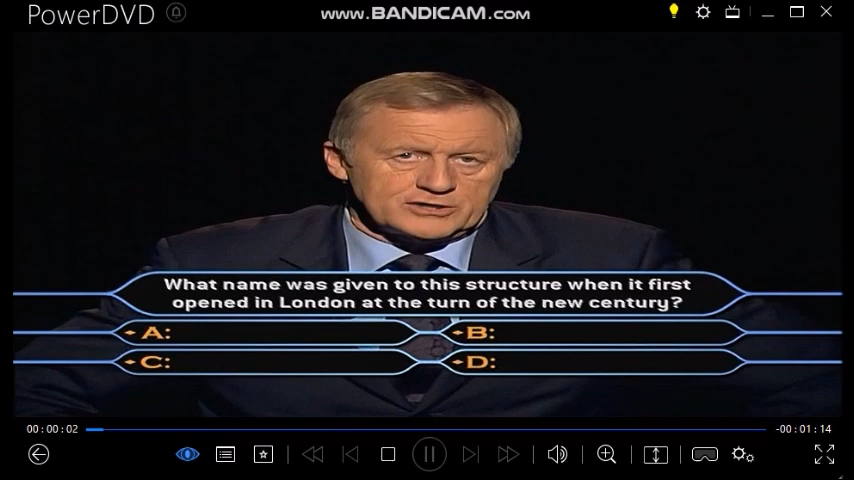 PowerDVD
www.BANDICAM.com
What name was given to this structure when it first
opened in London at the turn of the new century?
A:
B:
C:
D:
00:00:02
-00:01:14